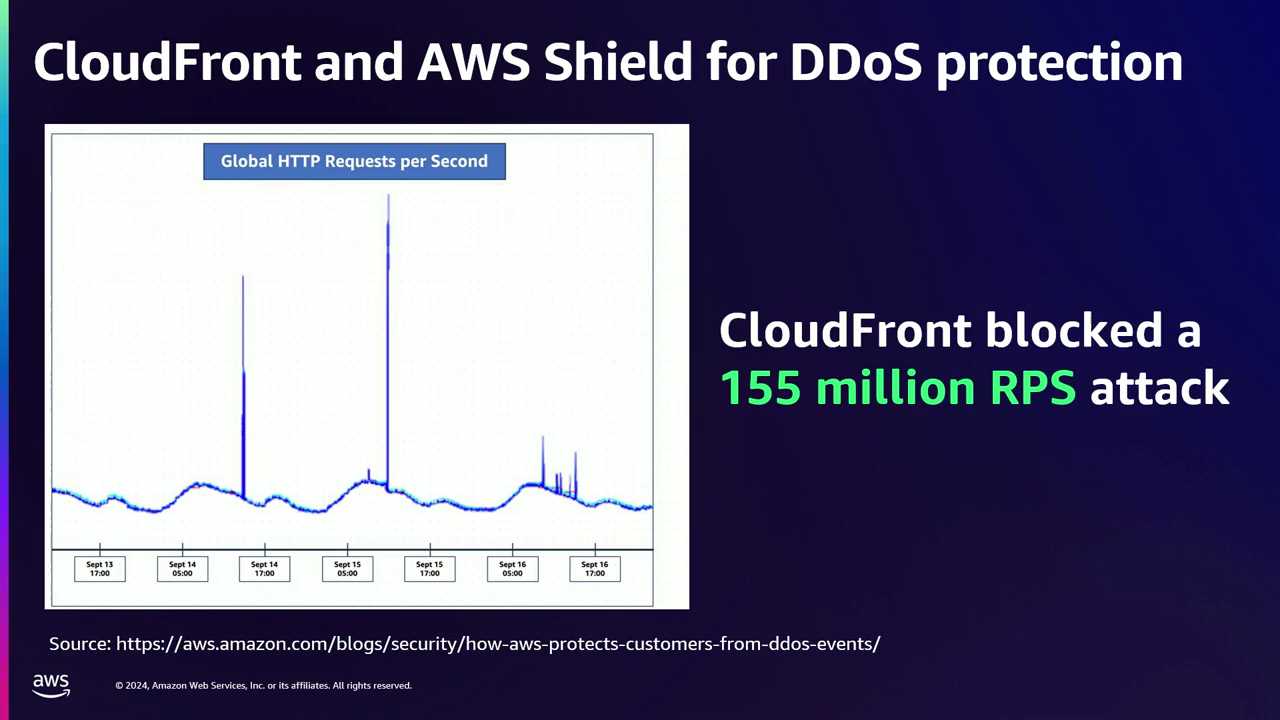 CloudFront and AWS Shield for DDoS protection
Global HTTP Requests per Second
CloudFront blocked a
155 million RPS attack
Sept 13
17:00
Sept 14
05:00
Sept 14
17:00
Sept 15
05:00
Sept 15
17:00
Sept 16
05:00
Sept 16
17:00
Source: https://aws.amazon.com/blogs/security/how-aws-protects-customers-from-ddos-events/
aws
© 2024, Amazon Web Services, Inc. or its affiliates. All rights reserved.